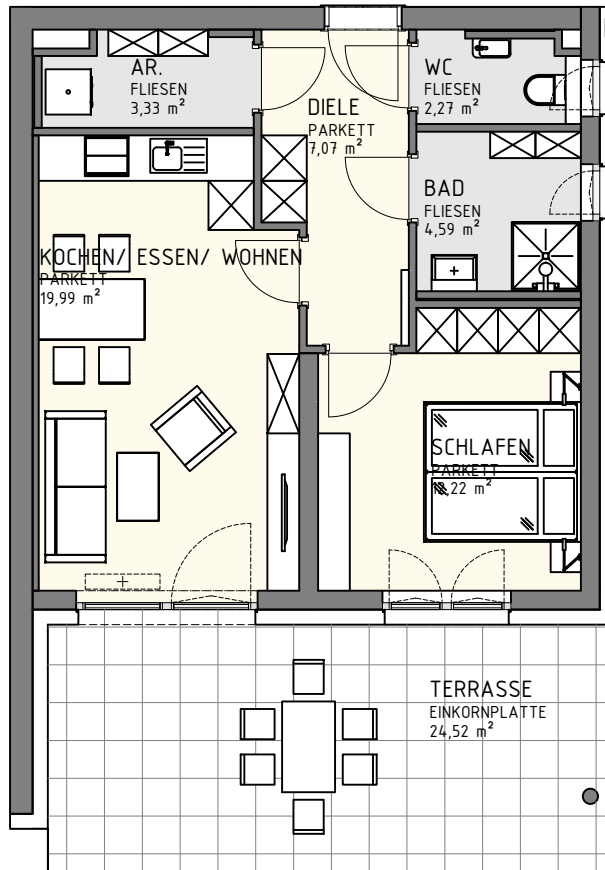 AR.
FLIESEN
3,33 m²
WC
FLIESEN
2,27 m²
DIELE
PARKETT
7,07 m²
BAD
FLIESEN
4,59 m²
KOCHEN/ ESSEN/ WOHNEN
PARKETT
19,99 m²
SCHLAFEN
PARKETT
m²
TERRASSE
EINKORNPLATTE
24,52 m²